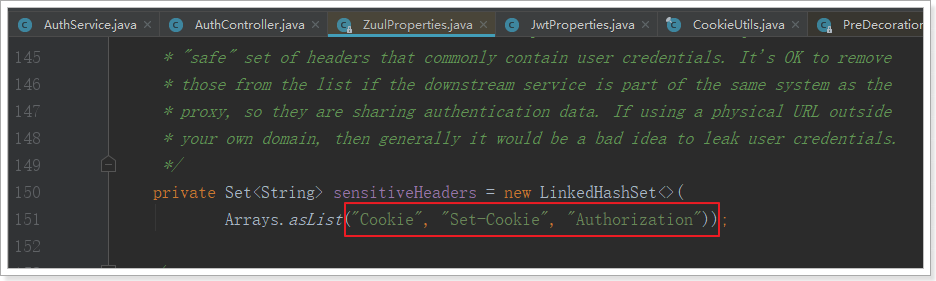 AuthService.java × AuthController.java × ZuulProperties.java × JwtProperties.java × CookieUtils.java × PreDecoration
145 * "safe" set of headers that commonly contain user credentials. It's OK to remove
146 * those from the list if the downstream service is part of the same system as the
147 * proxy, so they are sharing authentication data. If using a physical URL outside
148 * your own domain, then generally it would be a bad idea to leak user credentials.
149 */
150 private Set<String> sensitiveHeaders = new LinkedHashSet<>(
151 Arrays.asList("Cookie", "Set-Cookie", "Authorization"));
152